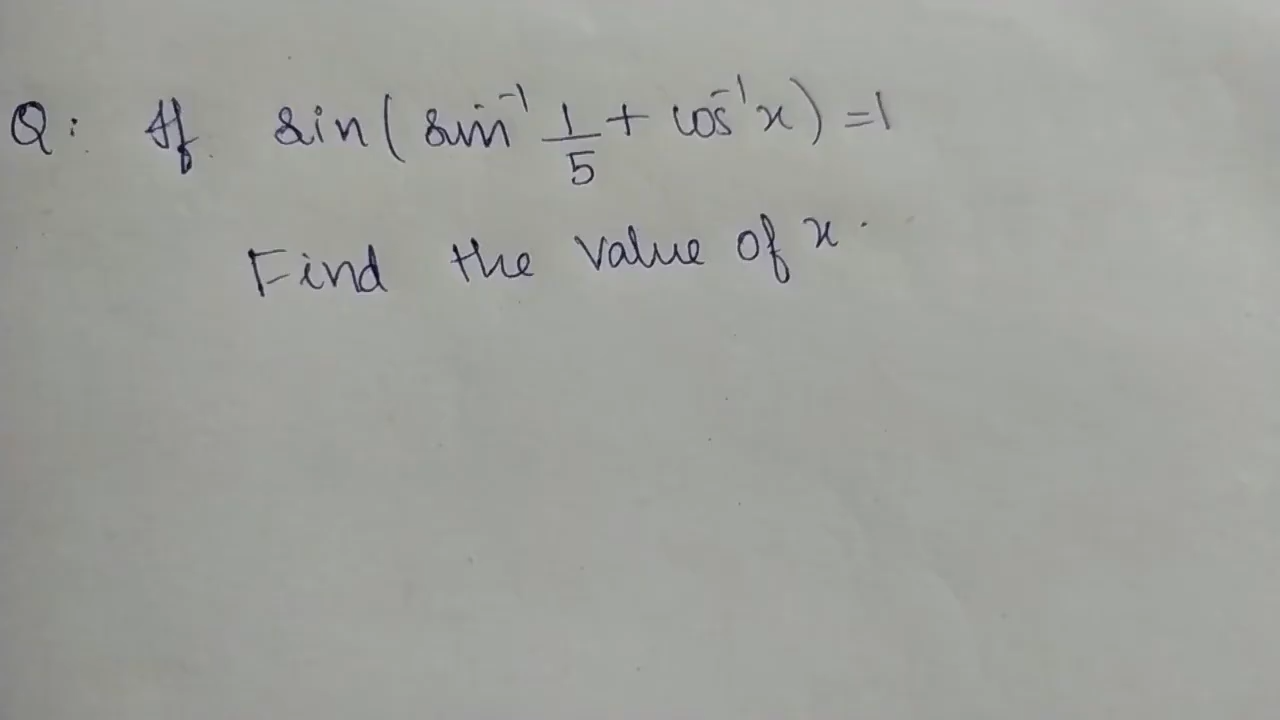 Q: If sin(sin⁻¹ 1/5 + cos⁻¹x) = 1
Find the value of x.